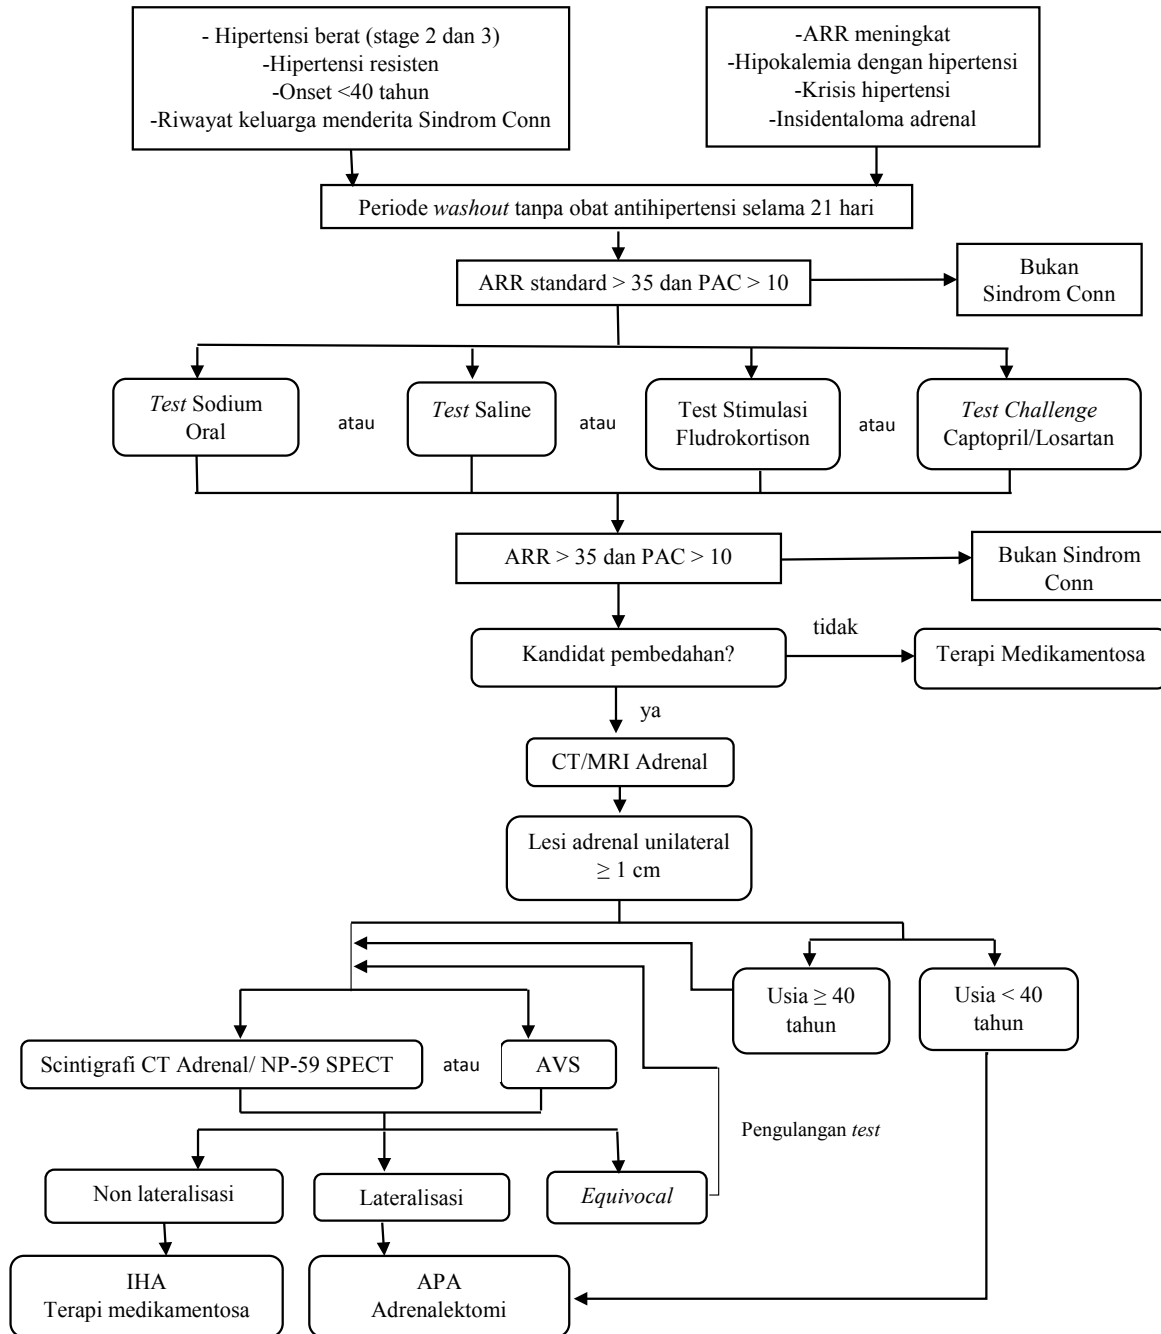 - Hipertensi berat (stage 2 dan 3)
-Hipertensi resisten
-Onset <40 tahun
-Riwayat keluarga menderita Sindrom Conn
-ARR meningkat
-Hipokalemia dengan hipertensi
-Krisis hipertensi
-Insidentaloma adrenal
Periode washout tanpa obat antihipertensi selama 21 hari
ARR standard > 35 dan PAC > 10
Bukan
Sindrom Conn
Test Sodium
Oral
atau
Test Saline
atau
Test Stimulasi
Fludrokortison
atau
Test Challenge
Captopril/Losartan
ARR > 35 dan PAC > 10
Bukan Sindrom
Conn
Kandidat pembedahan?
tidak
Terapi Medikamentosa
ya
CT/MRI Adrenal
Lesi adrenal unilateral
≥ 1 cm
Usia ≥ 40
tahun
Usia < 40
tahun
Scintigrafi CT Adrenal/ NP-59 SPECT
atau
AVS
Pengulangan test
Non lateralisasi
Lateralisasi
Equivocal
IHA
Terapi medikamentosa
APA
Adrenalektomi